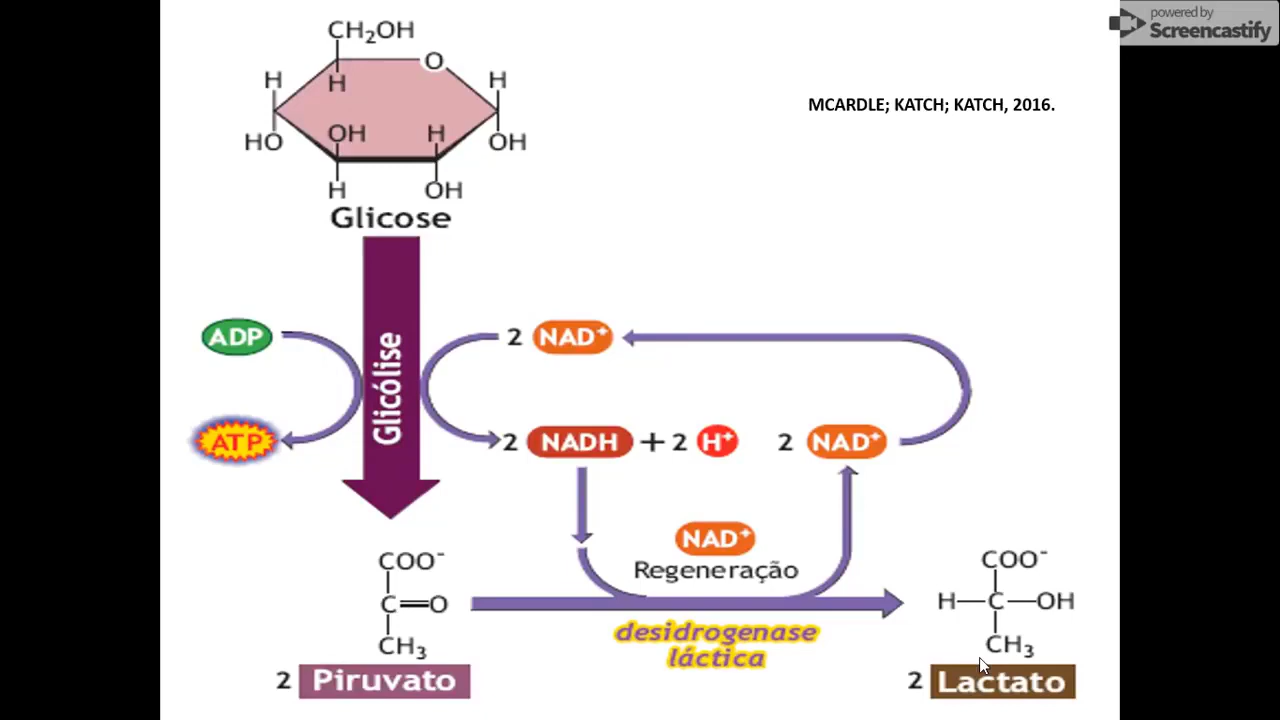 powered by
Screencastify
MCARDLE; KATCH; KATCH, 2016.
CH₂OH
O
H
H
H
HO
OH
H
OH
H
OH
Glicose
Glicólise
ADP
2 NAD⁺
ATP
2 NADH + 2 H⁺
2 NAD⁺
NAD⁺
Regeneração
COO⁻
C=O
CH₃
2 Piruvato
desidrogenase
láctica
COO⁻
H—C—OH
CH₃
2 Lactato